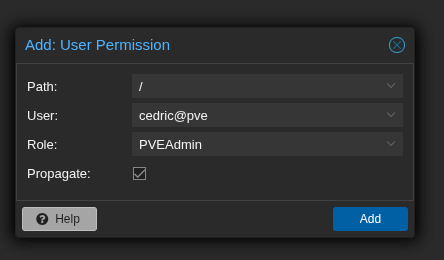 Add: User Permission
Path: /
User: cedric@pve
Role: PVEAdmin
Propagate:
Help Add